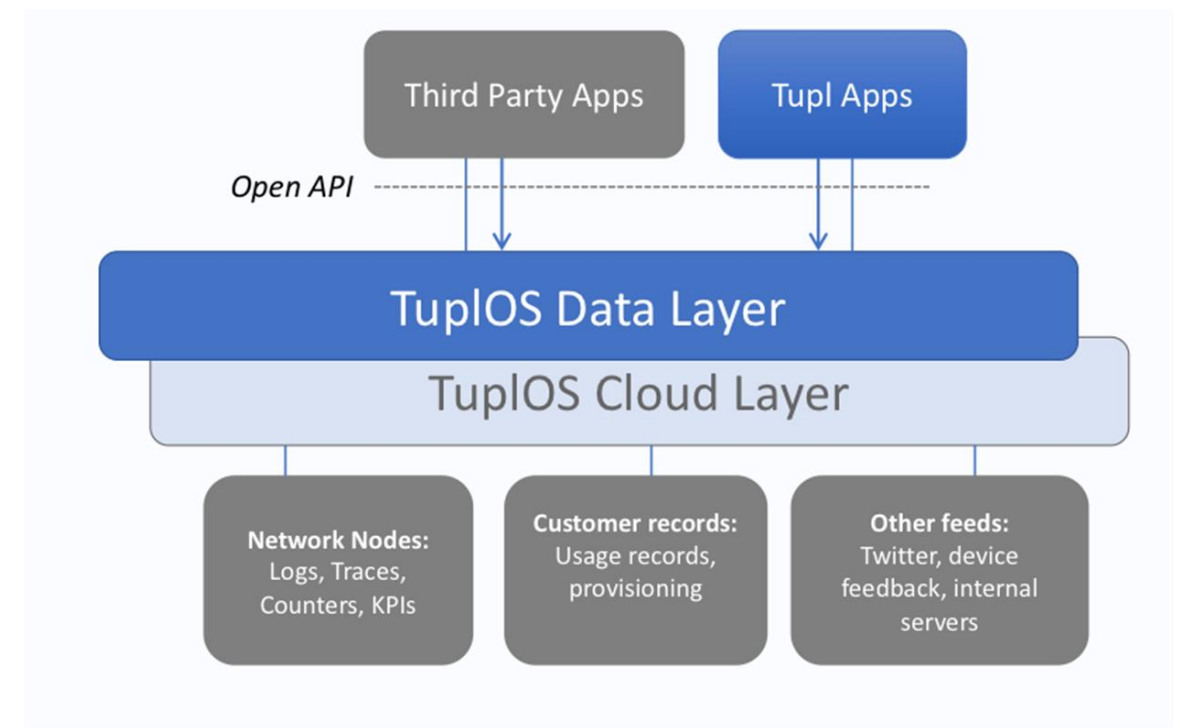 Third Party Apps
Tupl Apps
Open API
TuplOS Data Layer
TuplOS Cloud Layer
Network Nodes:
Logs, Traces,
Counters, KPIs
Customer records:
Usage records,
provisioning
Other feeds:
Twitter, device
feedback, internal
servers